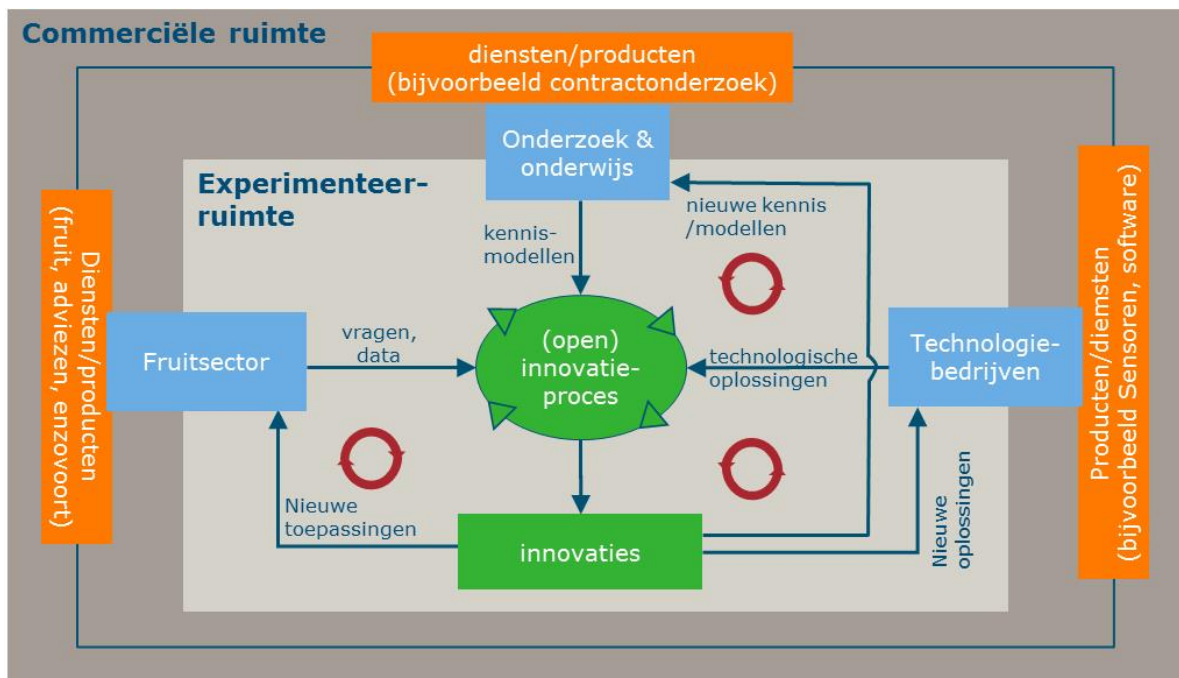 Commerciële ruimte
diensten/producten
(bijvoorbeeld contractonderzoek)
Onderzoek &
onderwijs
Experimenteer-
ruimte
kennis-
modellen
nieuwe kennis
/modellen
Diensten/producten
(fruit, adviezen, enzovoort)
Fruitsector
vragen,
data
(open)
innovatie-
proces
technologische
oplossingen
Technologie-
bedrijven
Producten/diemsten
(bijvoorbeeld Sensoren, software)
Nieuwe
toepassingen
innovaties
Nieuwe
oplossingen